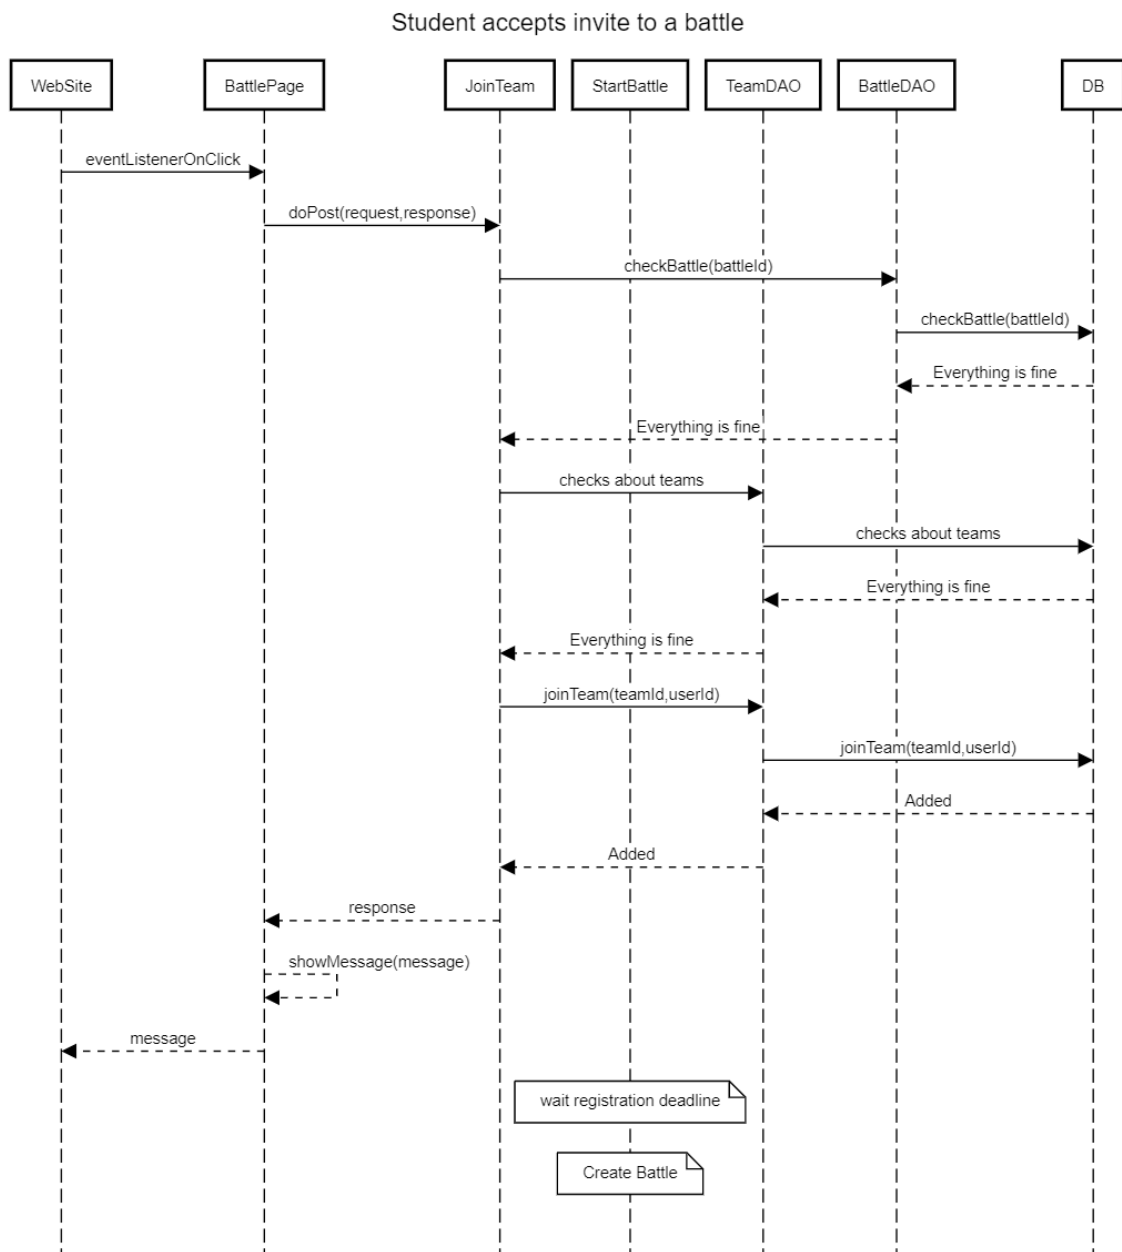 Student accepts invite to a battle
WebSite
BattlePage
JoinTeam
StartBattle
TeamDAO
BattleDAO
DB
eventListenerOnClick
doPost(request,response)
checkBattle(battleId)
checkBattle(battleId)
Everything is fine
Everything is fine
checks about teams
checks about teams
Everything is fine
Everything is fine
joinTeam(teamId,userId)
joinTeam(teamId,userId)
Added
Added
response
showMessage(message)
message
wait registration deadline
Create Battle